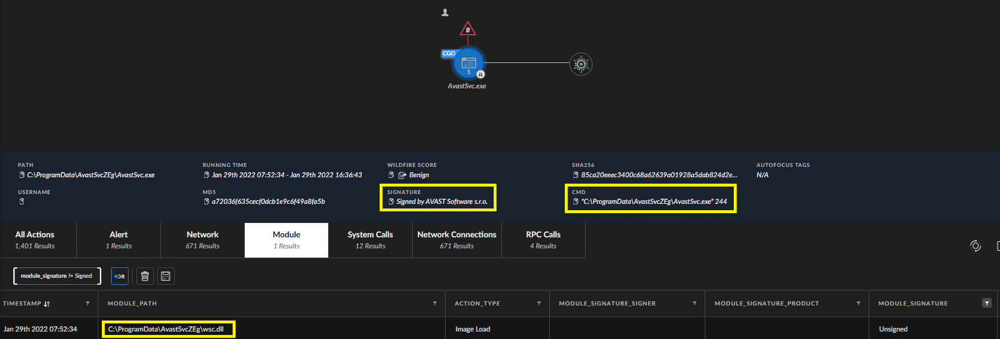 B
CGO
1
AvastSvc.exe
PATH
C:\ProgramData\AvastSvcZEg\AvastSvc.exe
RUNNING TIME
Jan 29th 2022 07:52:34 - Jan 29th 2022 16:36:43
WILDFIRE SCORE
Benign
SHA256
85ca20eeec3400c68a62639a01928a5dab824d2e...
AUTOFOCUS TAGS
N/A
USERNAME
MD5
a72036f635cecf0dcb1e9c6f49a8fa5b
SIGNATURE
Signed by AVAST Software s.r.o.
CMD
"C:\ProgramData\AvastSvcZEg\AvastSvc.exe" 244
All Actions
1,401 Results
Alert
1 Results
Network
671 Results
Module
1 Results
System Calls
12 Results
Network Connections
671 Results
RPC Calls
4 Results
module_signature != Signed
+OR
TIMESTAMP
MODULE_PATH
ACTION_TYPE
MODULE_SIGNATURE_SIGNER
MODULE_SIGNATURE_PRODUCT
MODULE_SIGNATURE
Jan 29th 2022 07:52:34
C:\ProgramData\AvastSvcZEg\wsc.dll
Image Load
Unsigned